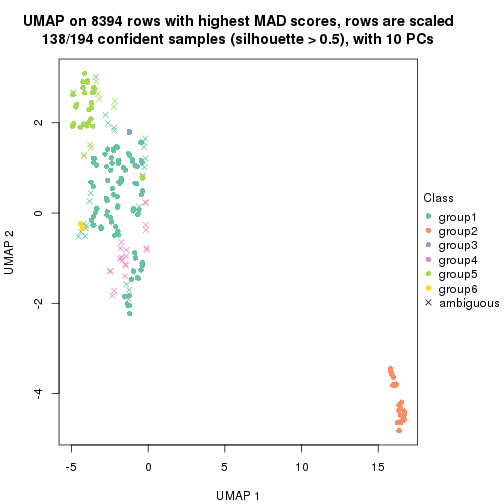 UMAP on 8394 rows with highest MAD scores, rows are scaled
138/194 confident samples (silhouette > 0.5), with 10 PCs
2
0
-2
-4
UMAP 2
-5
0
5
10
15
UMAP 1
Class
group1
group2
group3
group4
group5
group6
ambiguous